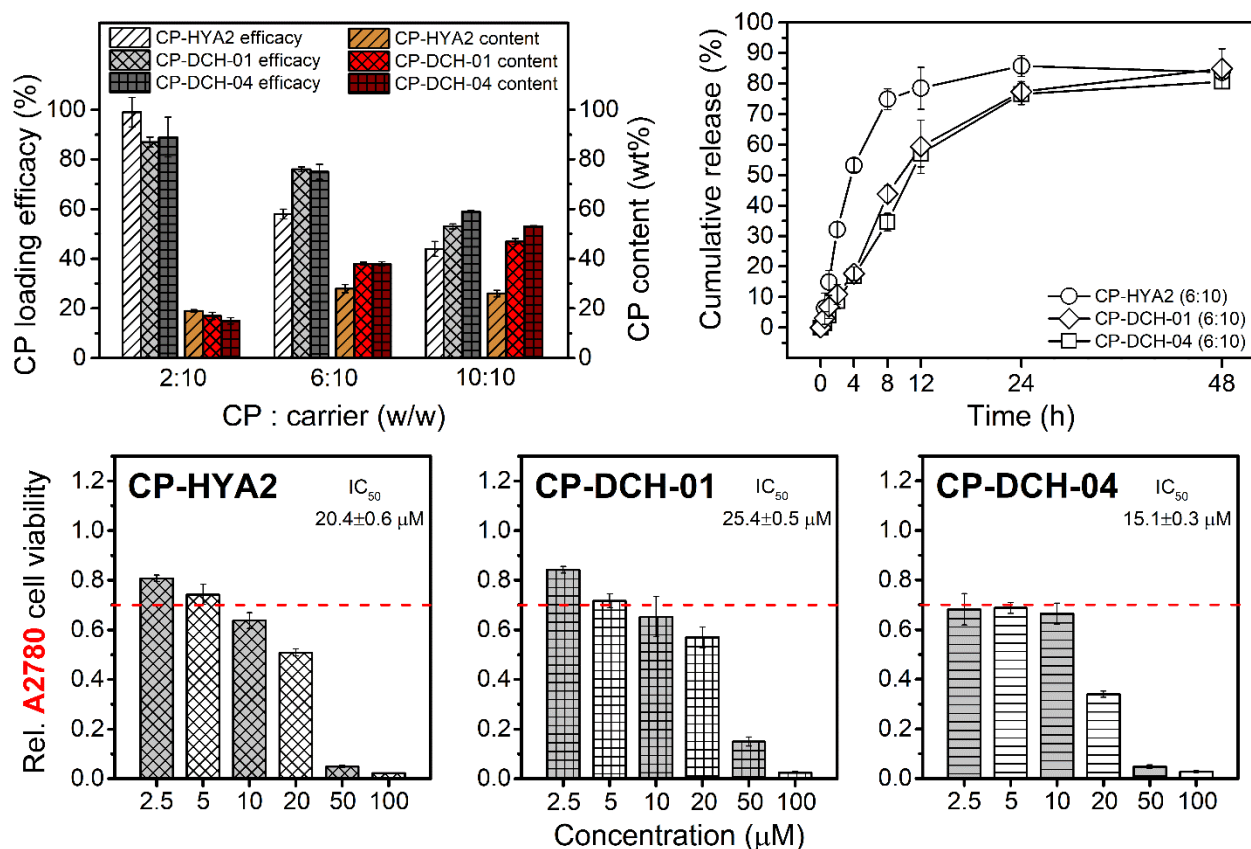 CP-HYA2 efficacy
CP-DCH-01 efficacy
CP-DCH-04 efficacy
CP-HYA2 content
CP-DCH-01 content
CP-DCH-04 content
CP loading efficacy (%)
100
80
60
40
20
0
100
80
60
40
20
0
CP content (wt%)
2:10 6:10 10:10
CP : carrier (w/w)
Cumulative release (%)
100
90
80
70
60
50
40
30
20
10
0
CP-HYA2 (6:10)
CP-DCH-01 (6:10)
CP-DCH-04 (6:10)
0 4 8 12 24 48
Time (h)
Rel. A2780 cell viability
CP-HYA2
IC50
20.4±0.6 µM
1.2
1.0
0.8
0.6
0.4
0.2
0.0
2.5 5 10 20 50 100
CP-DCH-01
IC50
25.4±0.5 µM
1.2
1.0
0.8
0.6
0.4
0.2
0.0
2.5 5 10 20 50 100
CP-DCH-04
IC50
15.1±0.3 µM
1.2
1.0
0.8
0.6
0.4
0.2
0.0
2.5 5 10 20 50 100
Concentration (µM)